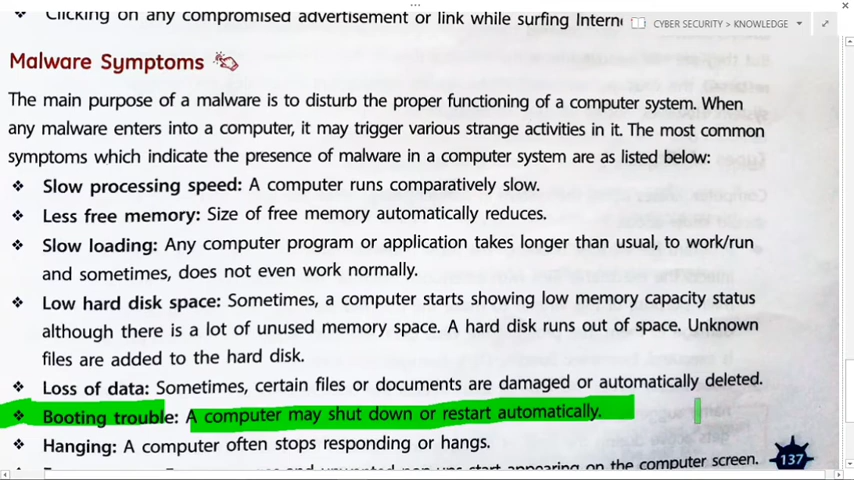 Clicking on any compromised advertisement or link while surfing Intern
CYBER SECURITY > KNOWLEDGE
Malware Symptoms
The main purpose of a malware is to disturb the proper functioning of a computer system. When
any malware enters into a computer, it may trigger various strange activities in it. The most common
symptoms which indicate the presence of malware in a computer system are as listed below:
❖ Slow processing speed: A computer runs comparatively slow.
❖ Less free memory: Size of free memory automatically reduces.
❖ Slow loading: Any computer program or application takes longer than usual, to work/run
and sometimes, does not even work normally.
❖ Low hard disk space: Sometimes, a computer starts showing low memory capacity status
although there is a lot of unused memory space. A hard disk runs out of space. Unknown
files are added to the hard disk.
❖ Loss of data: Sometimes, certain files or documents are damaged or automatically deleted.
❖ Booting trouble: A computer may shut down or restart automatically.
❖ Hanging: A computer often stops responding or hangs.
and unwanted pop-ups start appearing on the computer screen.
137